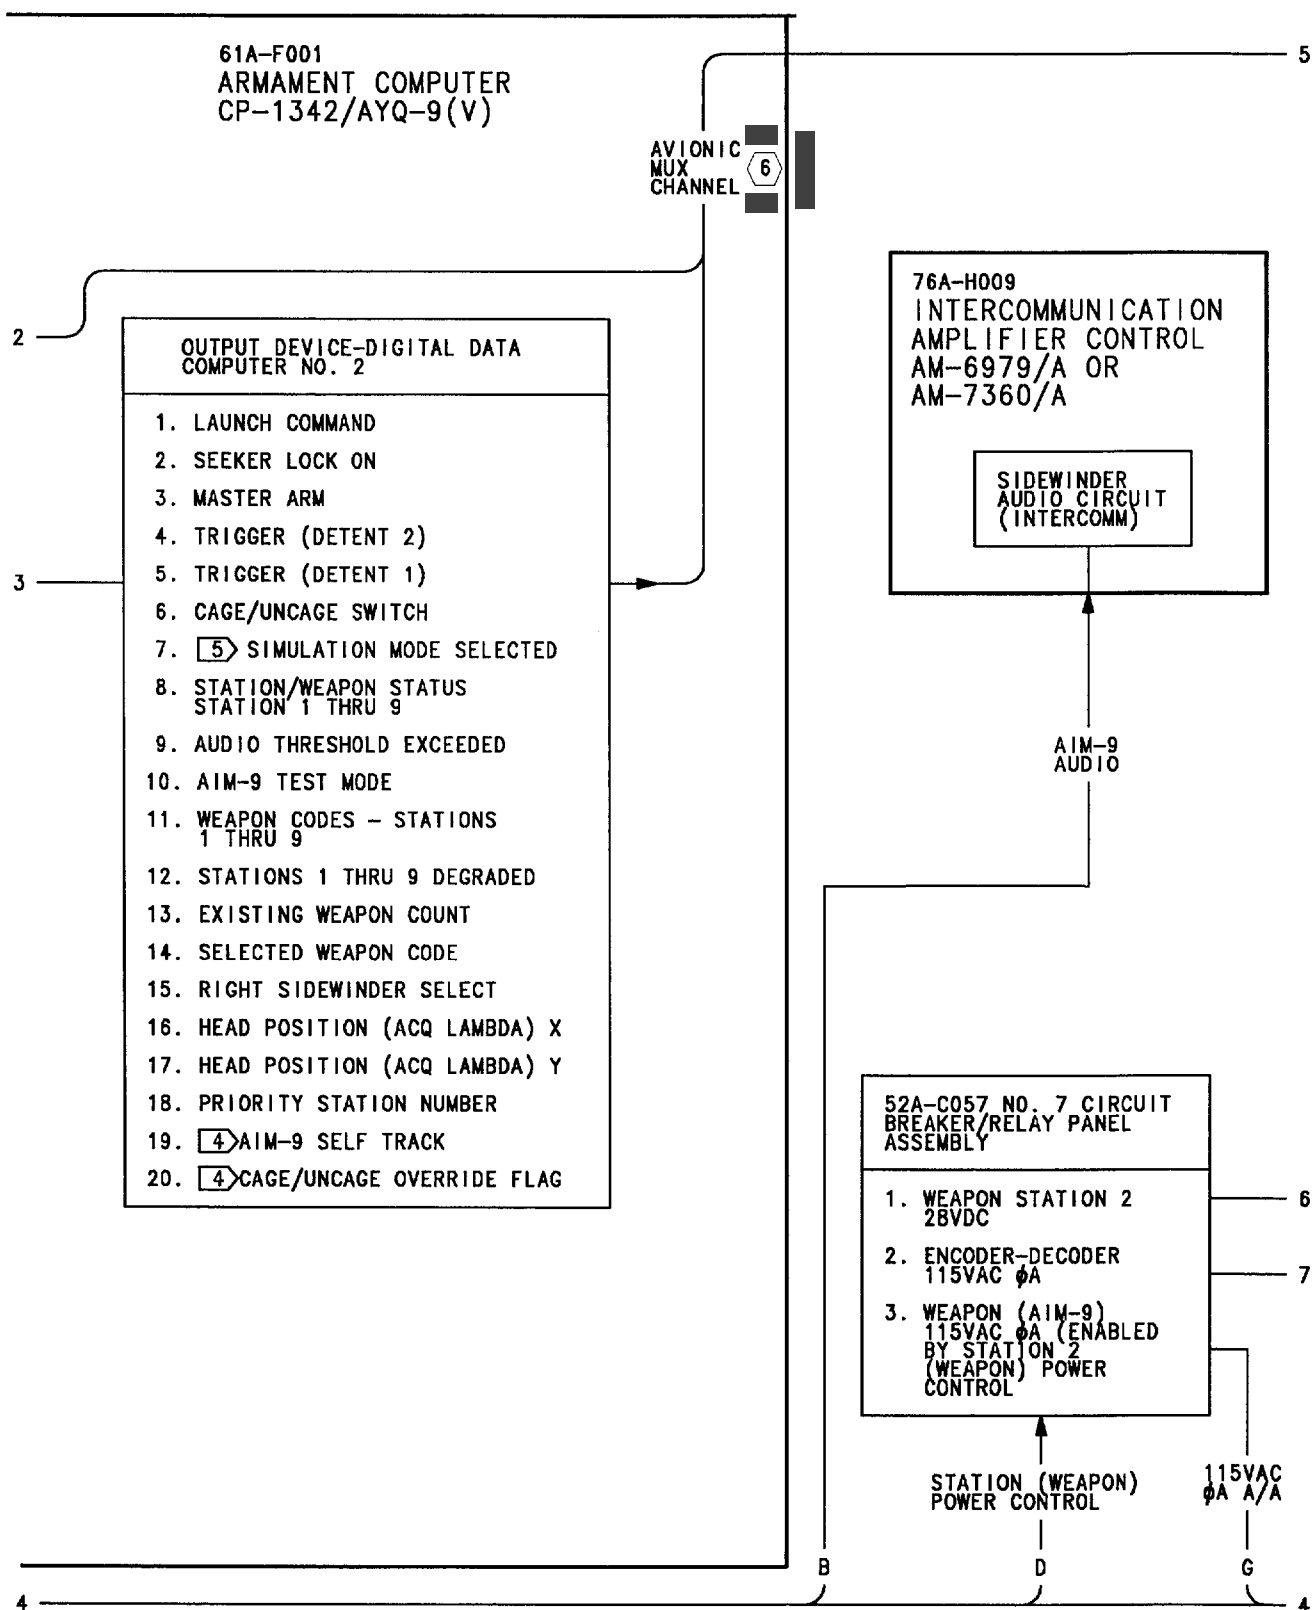 61A-F001
ARMAMENT COMPUTER
CP-1342/AYQ-9(V)
5
AVIONIC
MUX
CHANNEL
6
2
OUTPUT DEVICE-DIGITAL DATA
COMPUTER NO. 2
1. LAUNCH COMMAND
2. SEEKER LOCK ON
3. MASTER ARM
4. TRIGGER (DETENT 2)
5. TRIGGER (DETENT 1)
6. CAGE/UNCAGE SWITCH
7. 5 SIMULATION MODE SELECTED
8. STATION/WEAPON STATUS
STATION 1 THRU 9
9. AUDIO THRESHOLD EXCEEDED
10. AIM-9 TEST MODE
11. WEAPON CODES - STATIONS
1 THRU 9
12. STATIONS 1 THRU 9 DEGRADED
13. EXISTING WEAPON COUNT
14. SELECTED WEAPON CODE
15. RIGHT SIDEWINDER SELECT
16. HEAD POSITION (ACQ LAMBDA) X
17. HEAD POSITION (ACQ LAMBDA) Y
18. PRIORITY STATION NUMBER
19. 4 AIM-9 SELF TRACK
20. 4 CAGE/UNCAGE OVERRIDE FLAG
3
76A-H009
INTERCOMMUNICATION
AMPLIFIER CONTROL
AM-6979/A OR
AM-7360/A
SIDEWINDER
AUDIO CIRCUIT
(INTERCOMM)
AIM-9
AUDIO
52A-C057 NO. 7 CIRCUIT
BREAKER/RELAY PANEL
ASSEMBLY
1. WEAPON STATION 2
28VDC
2. ENCODER-DECODER
115VAC ϕA
3. WEAPON (AIM-9)
115VAC ϕA (ENABLED
BY STATION 2
(WEAPON) POWER
CONTROL
6
7
STATION (WEAPON)
POWER CONTROL
115VAC
ϕA A/A
B
D
G
4
4